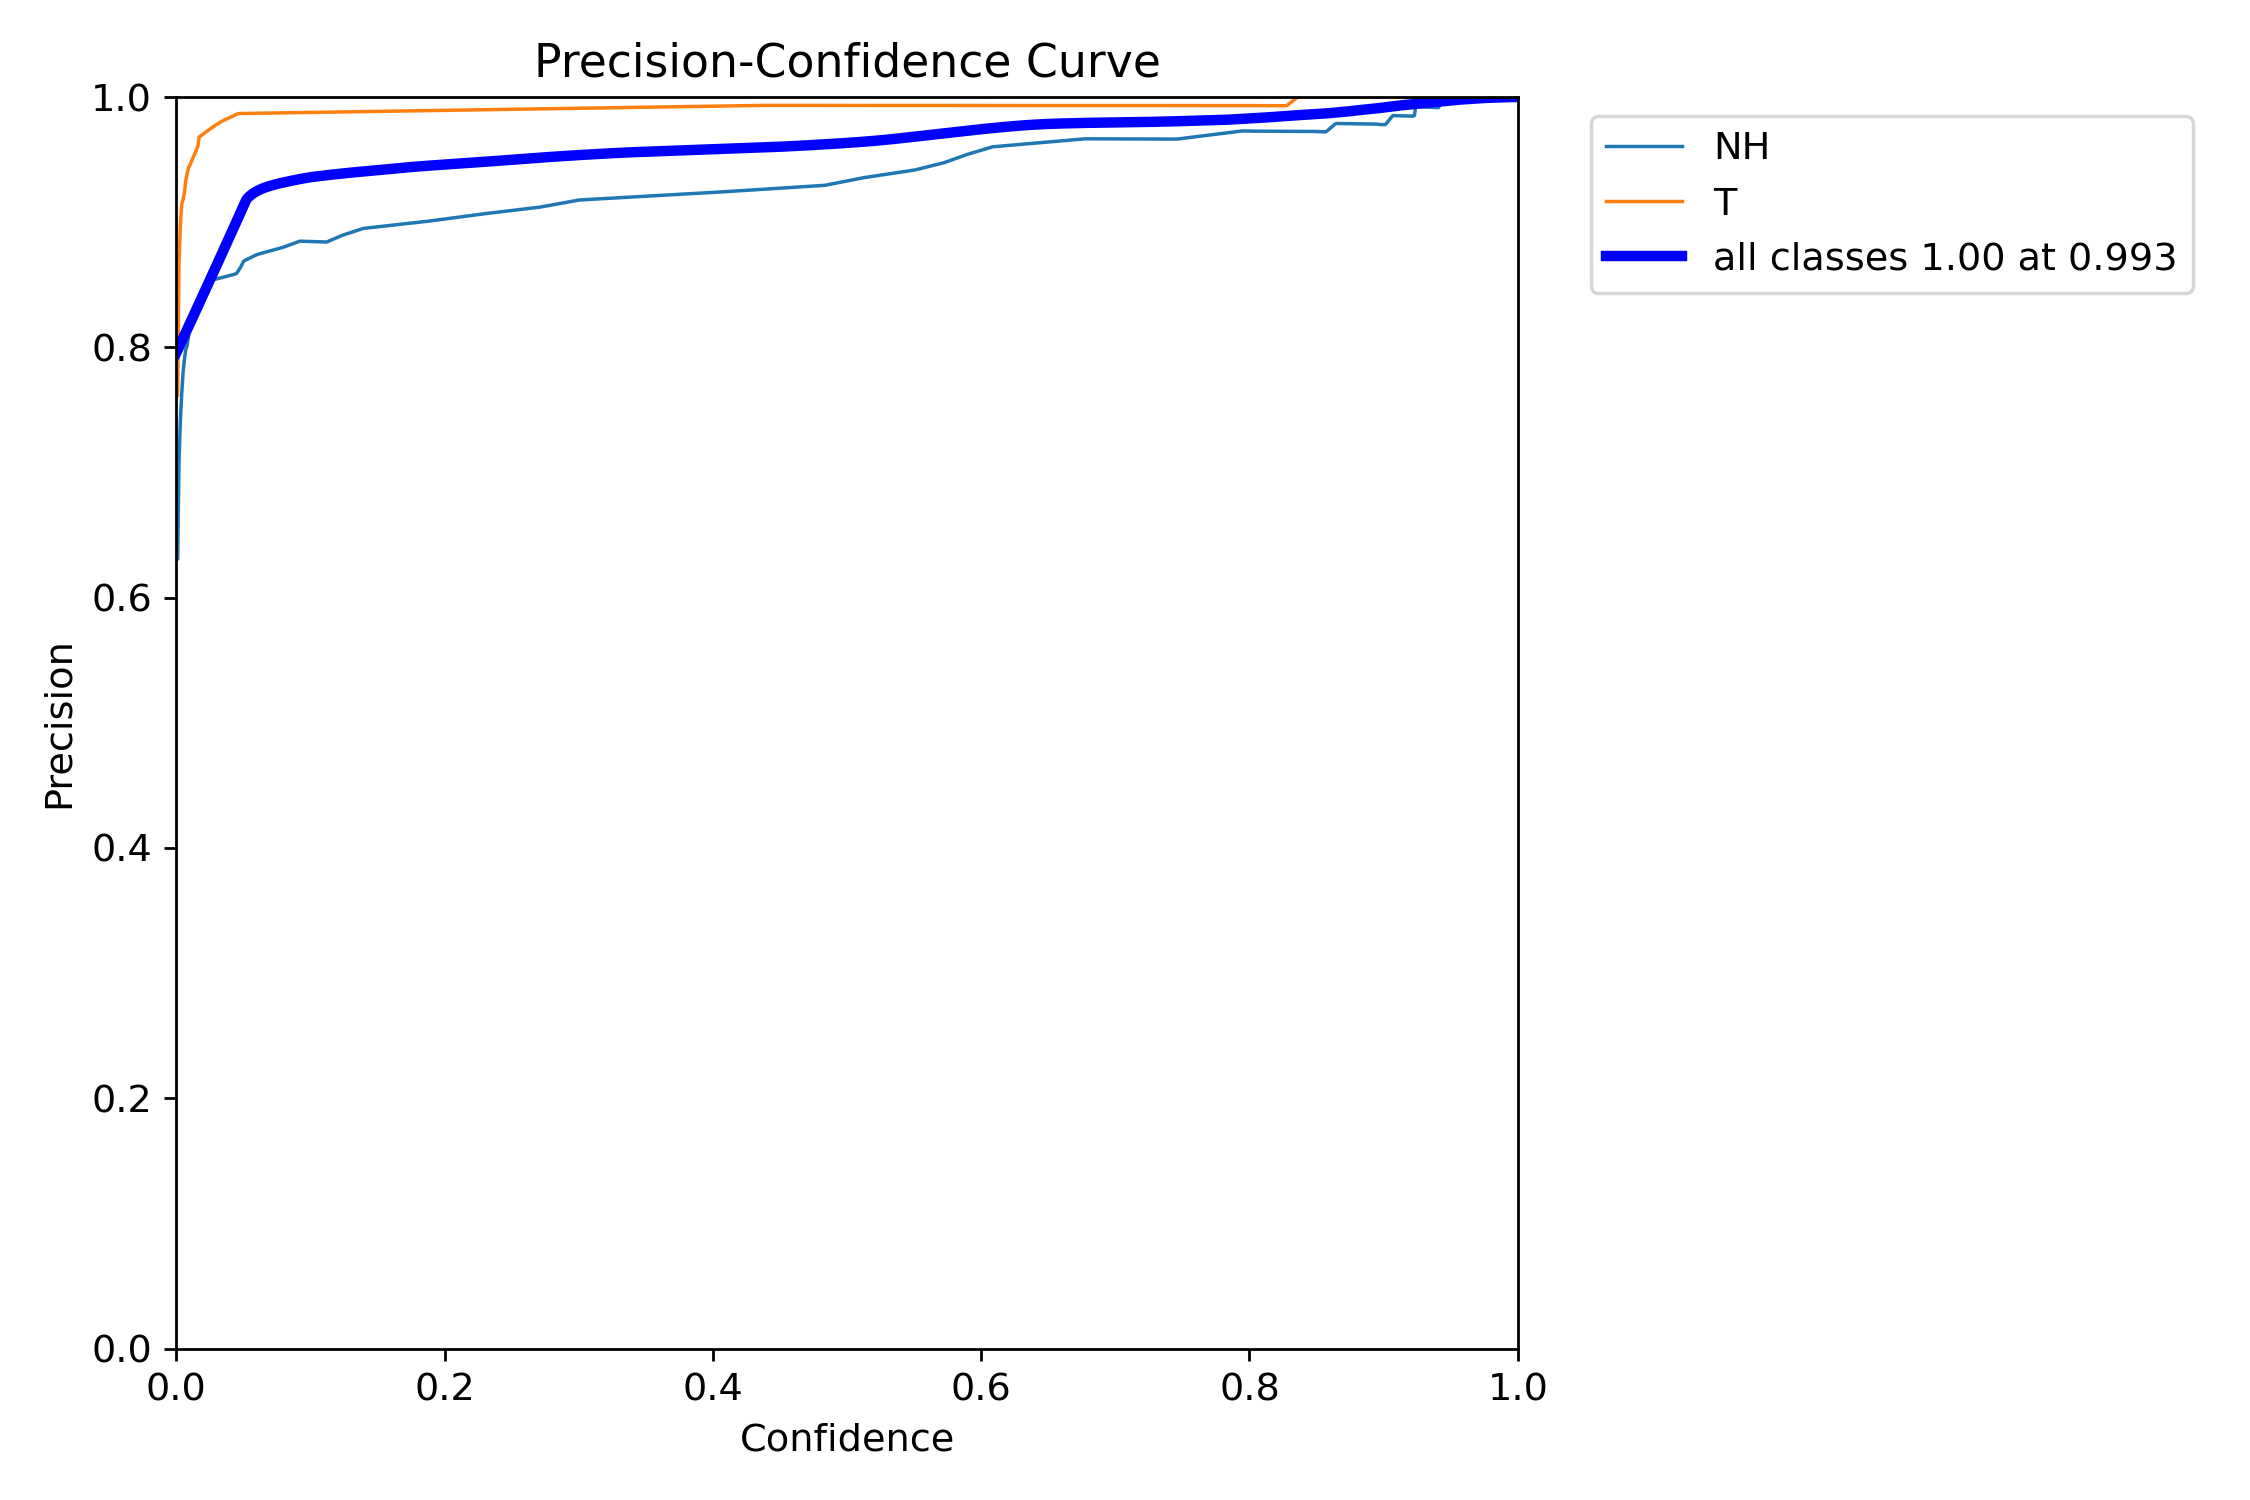 Precision-Confidence Curve
1.0
0.8
0.6
0.4
0.2
0.0
Precision
0.0 0.2 0.4 0.6 0.8 1.0
Confidence
NH
T
all classes 1.00 at 0.993